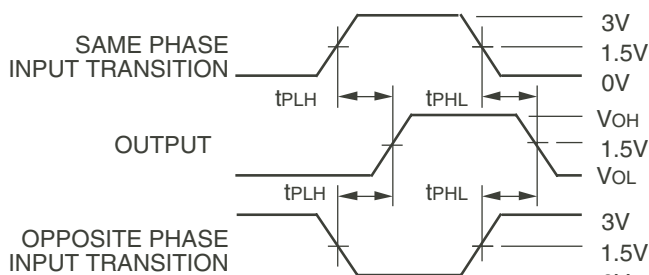 SAME PHASE
INPUT TRANSITION
3V
1.5V
0V
tPLH
tPHL
OUTPUT
VOH
1.5V
VOL
tPLH
tPHL
OPPOSITE PHASE
INPUT TRANSITION
3V
1.5V